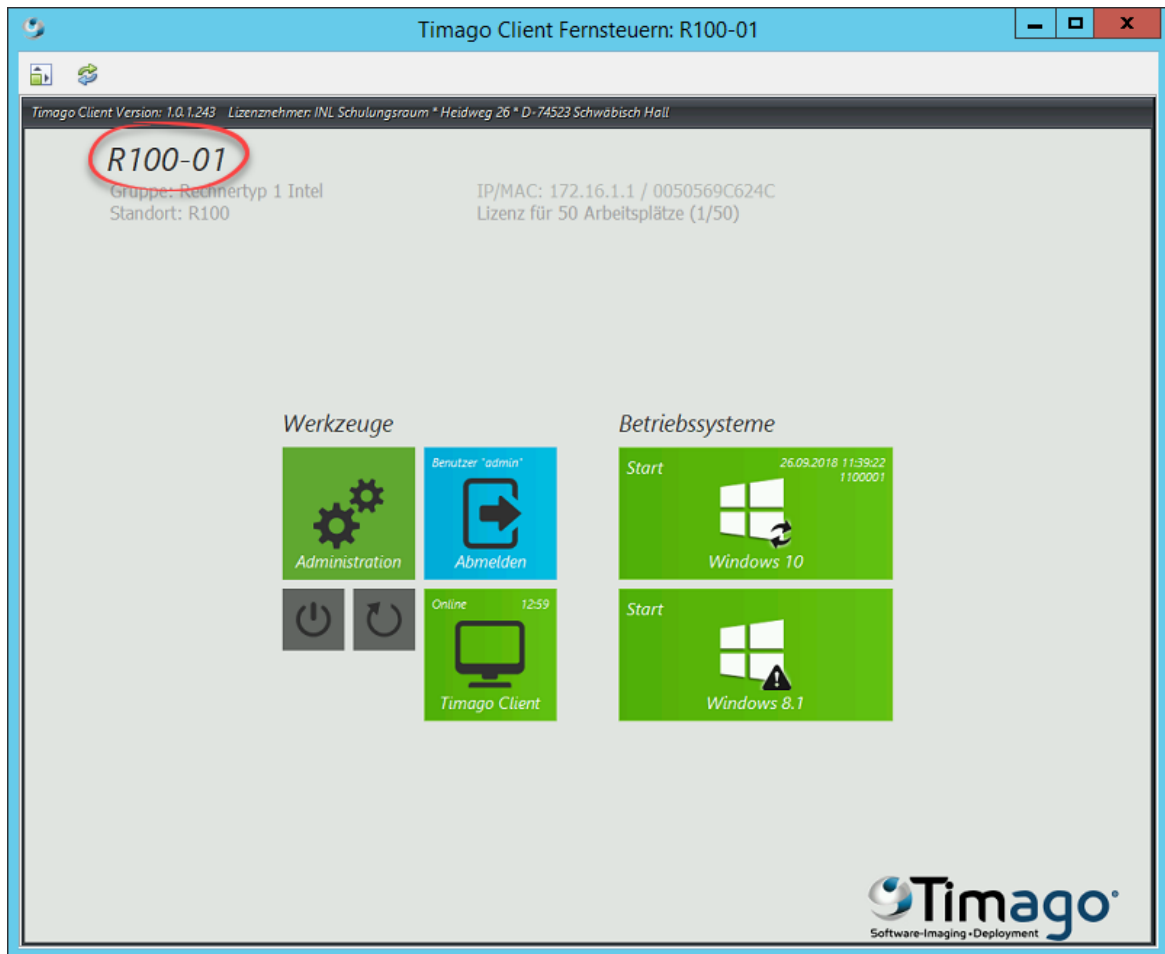 Timago Client Fernsteuern: R100-01
Timago Client Version: 1.0.1.243 Lizenznehmer: INL Schulungsraum * Heidweg 26 * D-74523 Schwäbisch Hall
R100-01
Gruppe: Rechnertyp 1 Intel
Standort: R100
IP/MAC: 172.16.1.1 / 0050569C624C
Lizenz für 50 Arbeitsplätze (1/50)
Werkzeuge
Administration
Benutzer "admin"
Abmelden
Online 12:59
Timago Client
Betriebssysteme
Start 26.09.2018 11:39:22
1100001
Windows 10
Start
Windows 8.1
Timago
Software-Imaging•Deployment